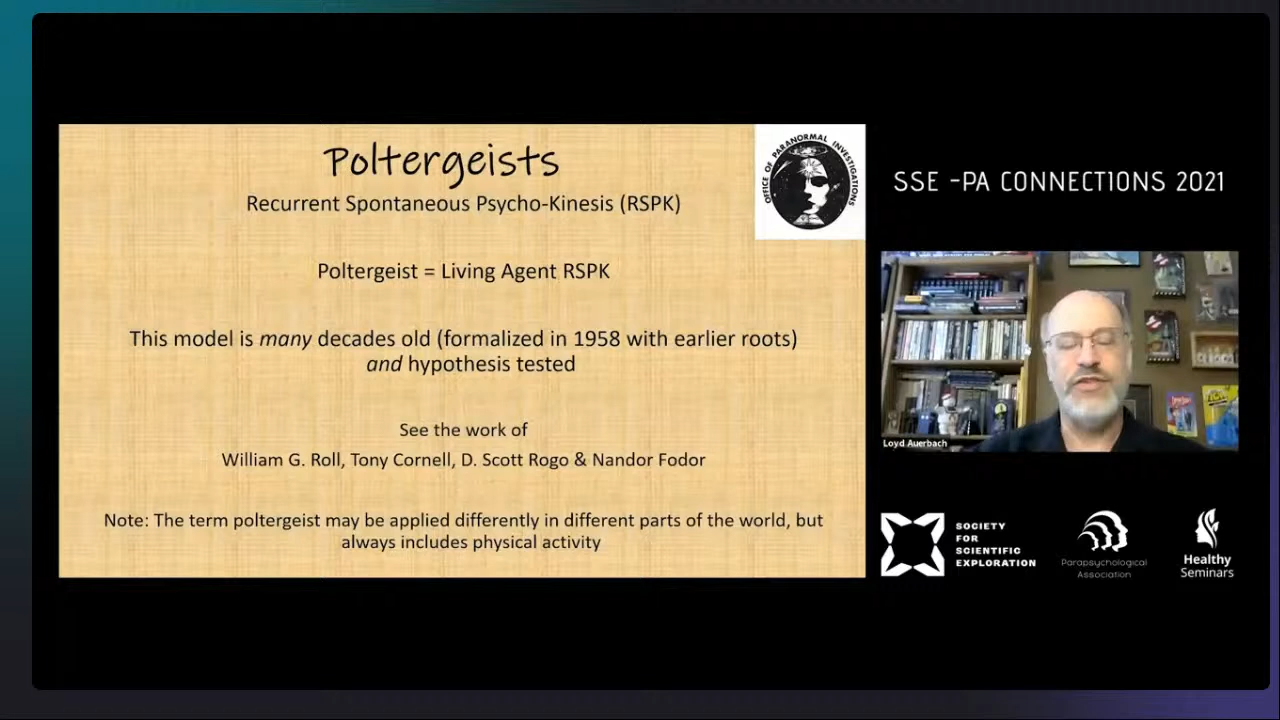 Poltergeists
Recurrent Spontaneous Psycho-Kinesis (RSPK)
Poltergeist = Living Agent RSPK
This model is many decades old (formalized in 1958 with earlier roots)
and hypothesis tested
See the work of
William G. Roll, Tony Cornell, D. Scott Rogo & Nandor Fodor
Note: The term poltergeist may be applied differently in different parts of the world, but
always includes physical activity
OFFICE OF PARANORMAL INVESTIGATIONS
SSE -PA CONNECTIONS 2021
Loyd Auerbach
SOCIETY
FOR
SCIENTIFIC
EXPLORATION
Parapsychological
Association
Healthy
Seminars